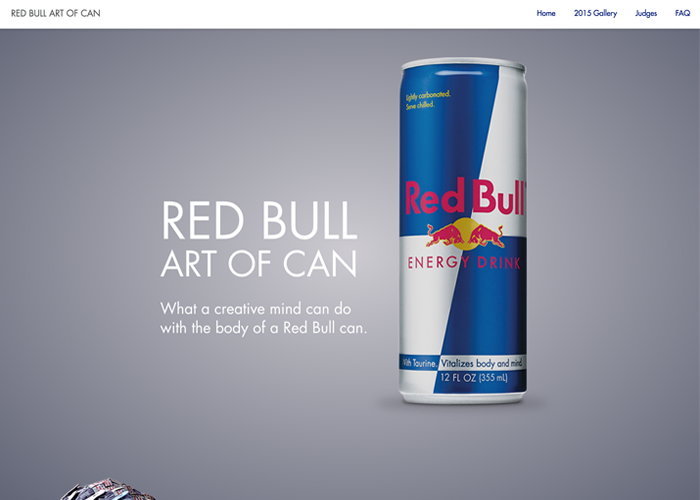 RED BULL ART OF CAN
Home 2015 Gallery Judges FAQ
Lightly carbonated.
Serve chilled.
Red Bull
ENERGY DRINK
With Taurine. Vitalizes body and mind.
12 FL OZ (355 mL)
RED BULL
ART OF CAN
What a creative mind can do
with the body of a Red Bull can.